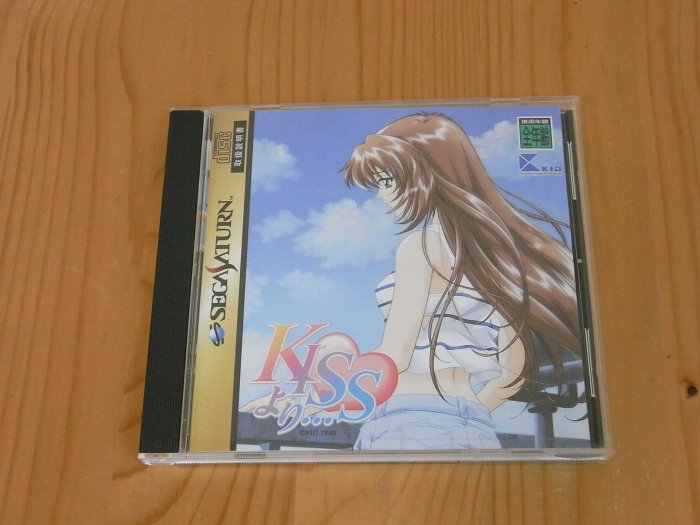 SEGA SATURN™
DISC
取扱説明書
推奨年齢
全年齢
KID
KISS
より...
©KID 1999